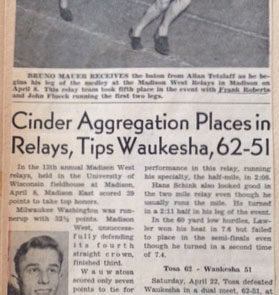 BRUNO MAUER RECEIVES the baton from Allan Tetzlaff as he be-
gins his leg of the medley at the Madison West Relays in Madison on
April 8. This relay team took fifth place in the event with Frank Roberts
and John Flueck running the first two legs.
Cinder Aggregation Places in
Relays, Tips Waukesha, 62-51
In the 13th annual Madison West
relays, held in the University of
Wisconsin fieldhouse at Madison,
April 8, Madison East scored 39
points to take top honors.
Milwaukee Washington was run-
nerup with 32½ points. Madison
West, unsuccess-
fully defending
its fourth
straight crown,
finished third.
Wauwatosa
scored only seven
points to tie for
performance in this relay, running
his specialty, the half-mile, in 2:06.
Hans Schink also looked good in
the two mile relay even though he
usually runs the mile. He turned
in a 2:11 half in his leg of the event.
In the 60 yard low hurdles, Law-
ler won his heat in 7.6 but failed
to place in the semi-finals even
though he turned in a second time
of 7.4.
Tosa 62 - Waukesha 51
Saturday, April 22, Tosa defeated
Waukesha in a dual meet, 62-51, at